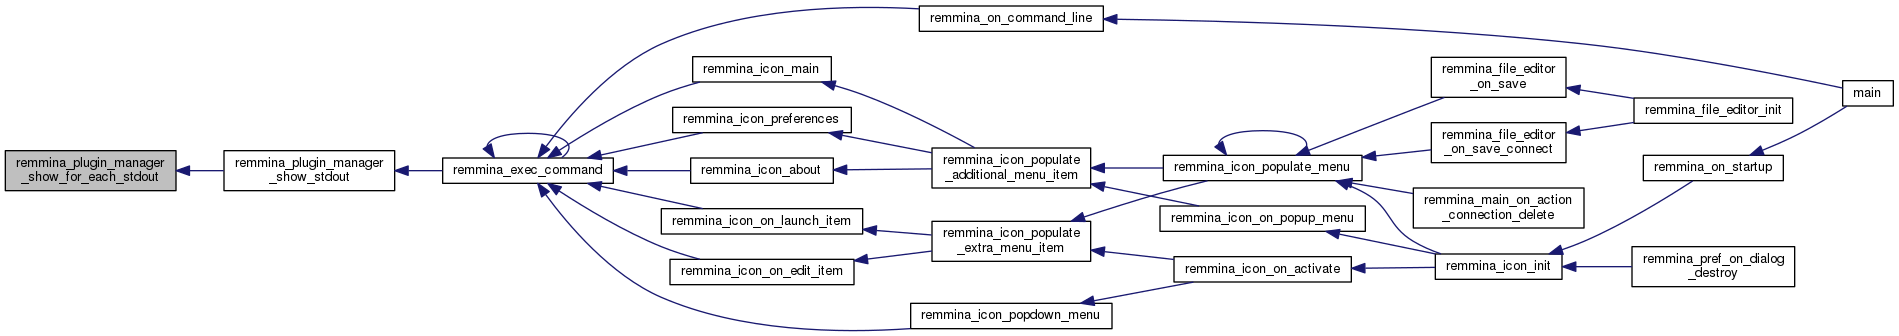 remmina_plugin_manager
_show_for_each_stdout
remmina_plugin_manager
_show_stdout
remmina_exec_command
remmina_on_command_line
remmina_icon_main
remmina_icon_preferences
remmina_icon_about
remmina_icon_on_launch_item
remmina_icon_on_edit_item
remmina_icon_popdown_menu
remmina_icon_populate
_additional_menu_item
remmina_icon_populate
_extra_menu_item
remmina_icon_populate_menu
remmina_icon_on_popup_menu
remmina_icon_on_activate
remmina_file_editor
_on_save
remmina_file_editor
_on_save_connect
remmina_main_on_action
_connection_delete
remmina_icon_init
remmina_file_editor_init
remmina_on_startup
remmina_pref_on_dialog
_destroy
main